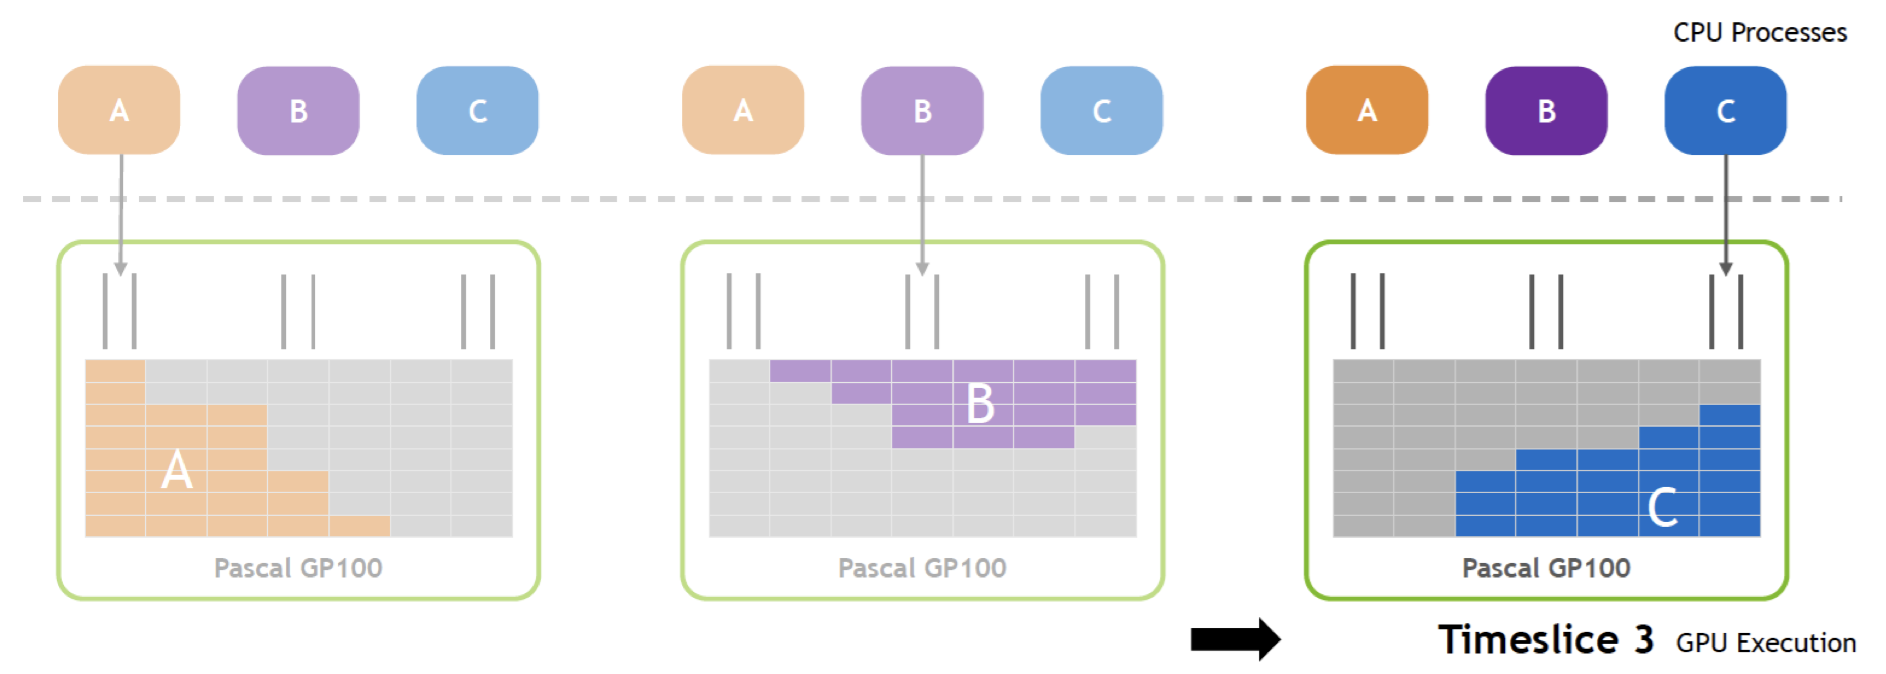 CPU Processes
A B C A B C A B C
A
B
C
Pascal GP100 Pascal GP100 Pascal GP100
Timeslice 3 GPU Execution